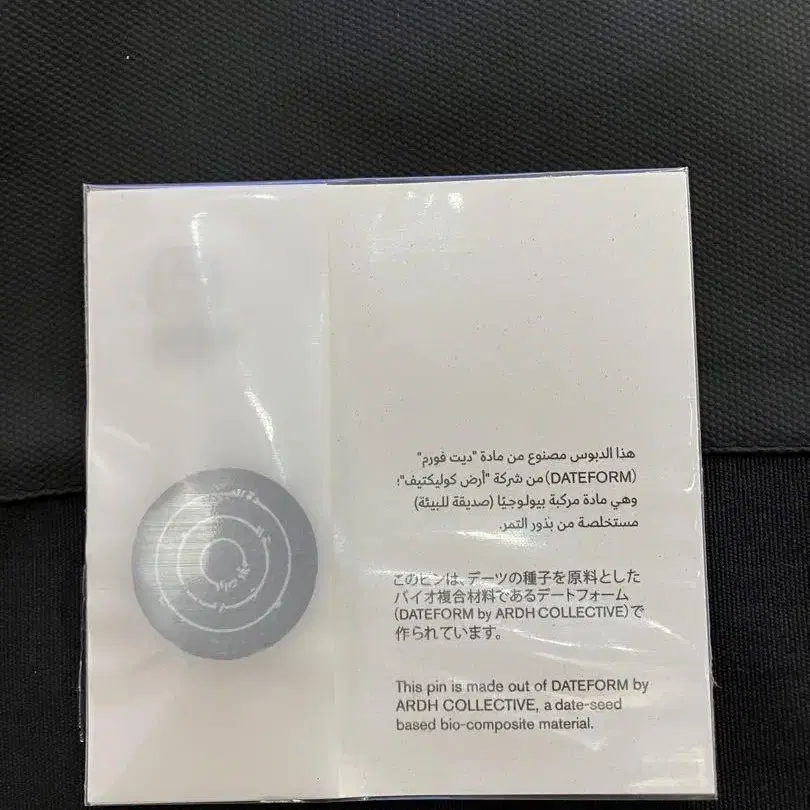 هذا الدبوس مصنوع من مادة "ديت فورم"
(DATEFORM) من شركة "أرض كوليكتيف"؛
وهي مادة مركبة بيولوجيًا (صديقة للبيئة)
مستخلصة من بذور التمر.
このピンは、デーツの種子を原料とした
バイオ複合材料であるデートフォーム
(DATEFORM by ARDH COLLECTIVE)で
作られています。
This pin is made out of DATEFORM by
ARDH COLLECTIVE, a date-seed
based bio-composite material.